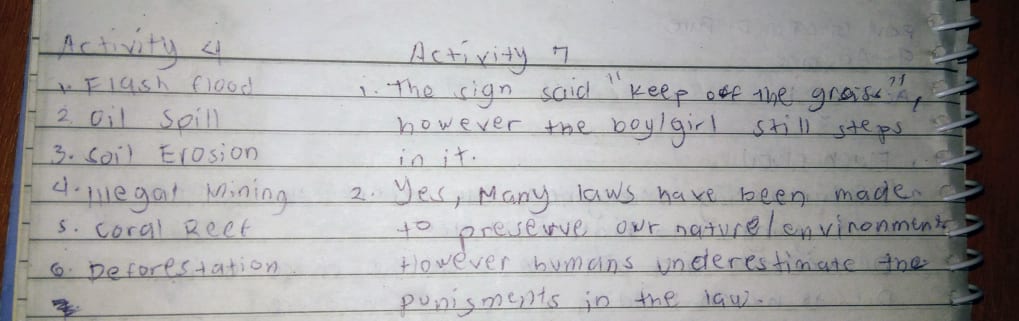 Activity 4
1. Flash flood
2. Oil Spill
3. Soil Erosion
4. Illegal Mining
5. Coral Reef
6. Deforestation
Activity 7
1. The sign said "Keep off the grass",
however the boy/girl still steps
in it.
2. Yes, Many laws have been made
to preserve our nature/environment
However humans underestimate the
punisments in the law.